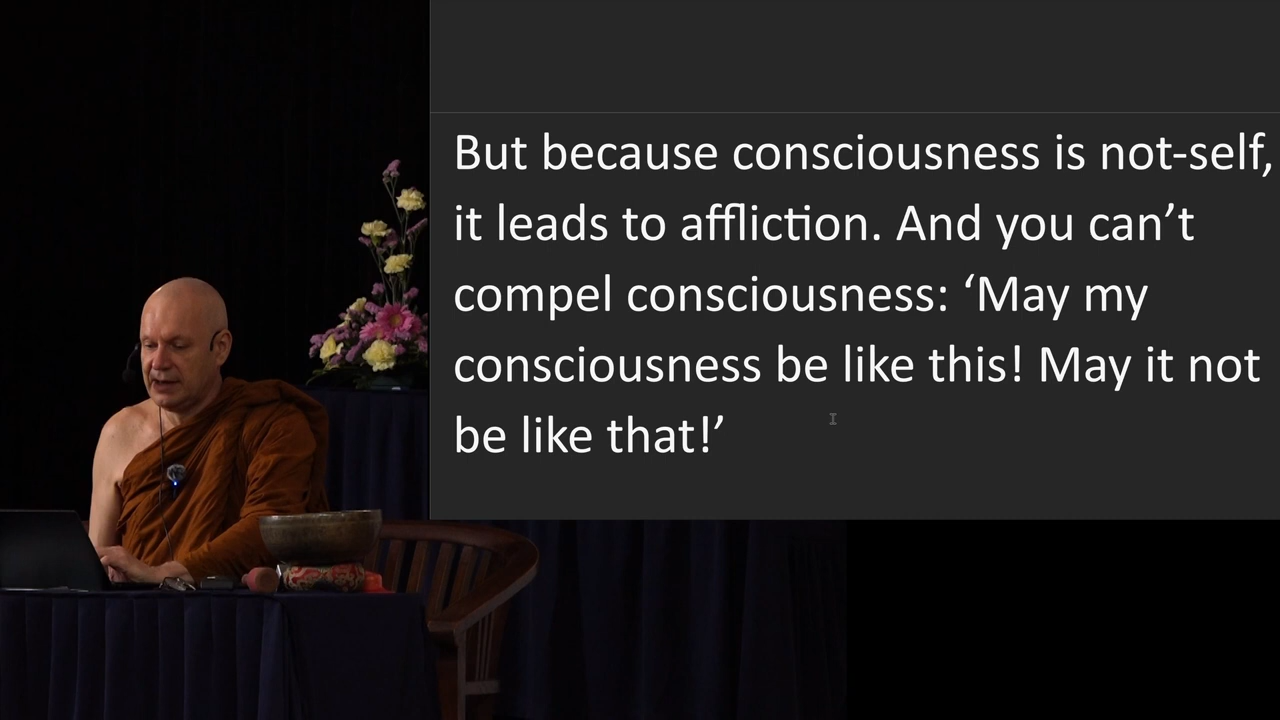 But because consciousness is not-self,
it leads to affliction. And you can’t
compel consciousness: ‘May my
consciousness be like this! May it not
be like that!’